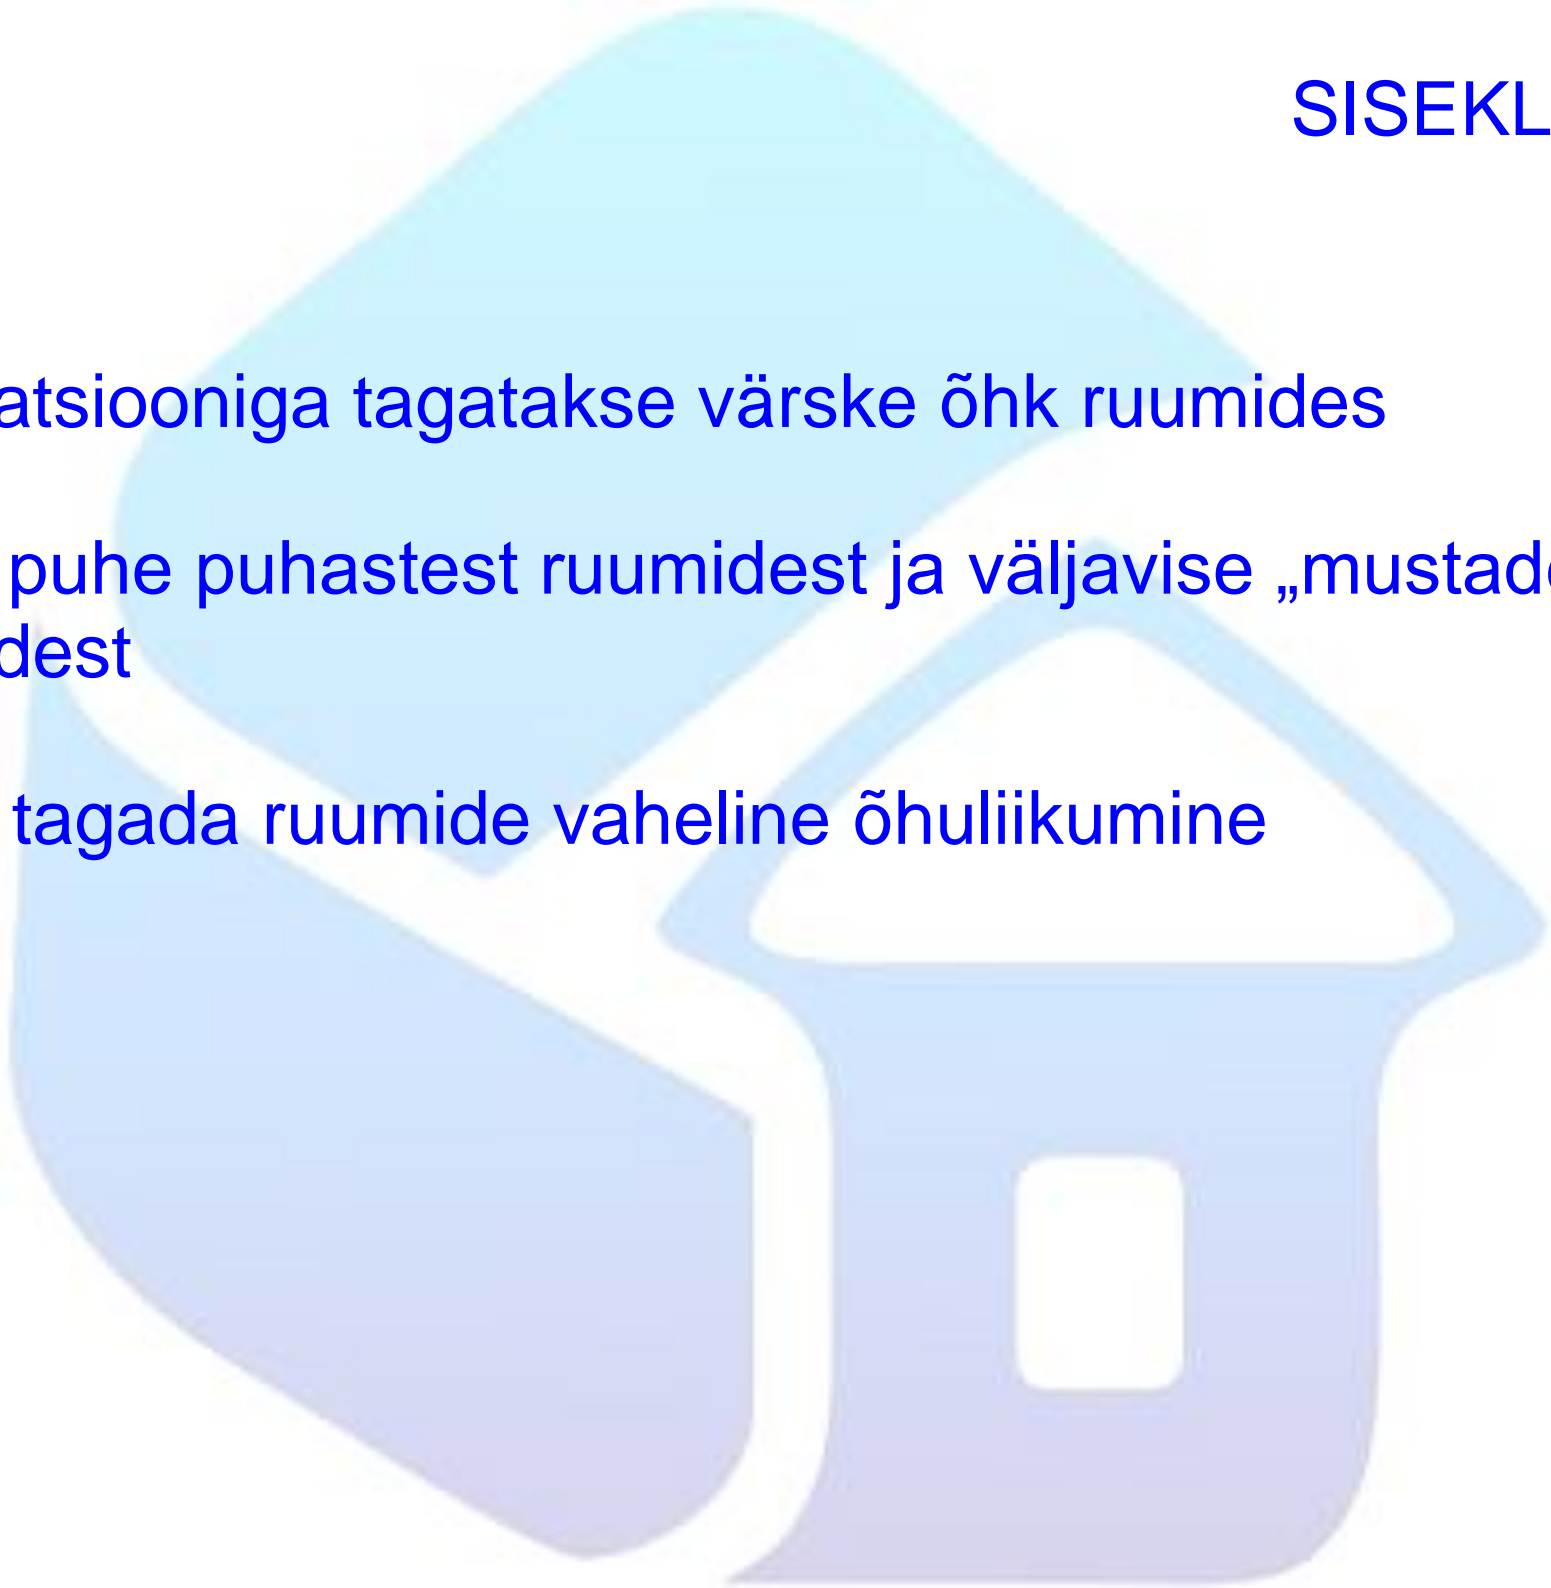 SISEKL
atsiooniga tagatakse värske õhk ruumides
puhe puhastest ruumidest ja väljavise „mustad
dest
tagada ruumide vaheline õhuliikumine